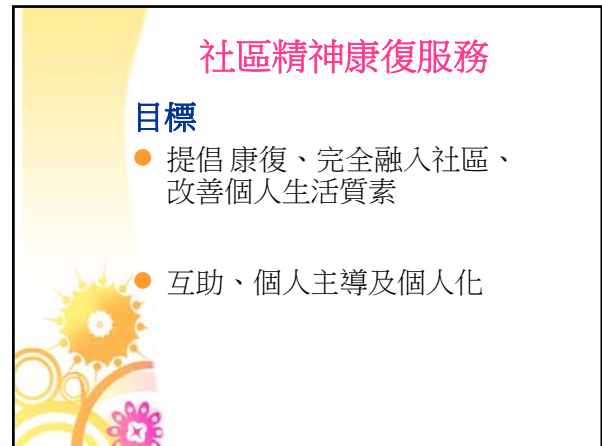 社區精神康復服務
目標
提倡 康復、完全融入社區、
改善個人生活質素
互助、個人主導及個人化